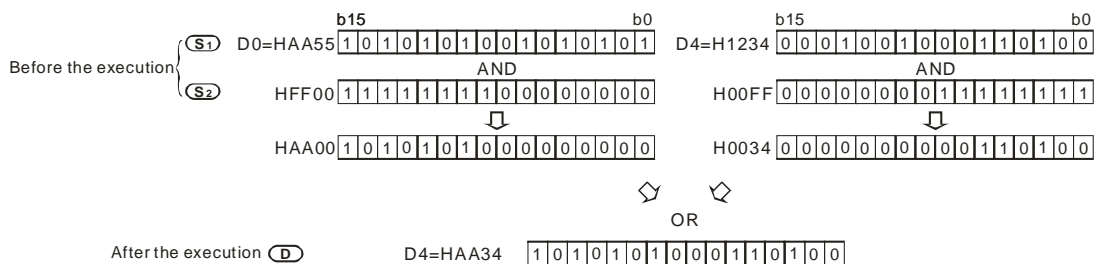 b15 b0 b15 b0
S1 D0=HAA55 1 0 1 0 1 0 1 0 0 1 0 1 0 1 0 1 D4=H1234 0 0 0 1 0 0 1 0 0 0 1 1 0 1 0 0
Before the execution AND AND
S2 HFF00 1 1 1 1 1 1 1 1 0 0 0 0 0 0 0 0 H00FF 0 0 0 0 0 0 0 0 1 1 1 1 1 1 1 1
HAA00 1 0 1 0 1 0 1 0 0 0 0 0 0 0 0 0 H0034 0 0 0 0 0 0 0 0 0 0 1 1 0 1 0 0
OR
After the execution D D4=HAA34 1 0 1 0 1 0 1 0 0 0 1 1 0 1 0 0